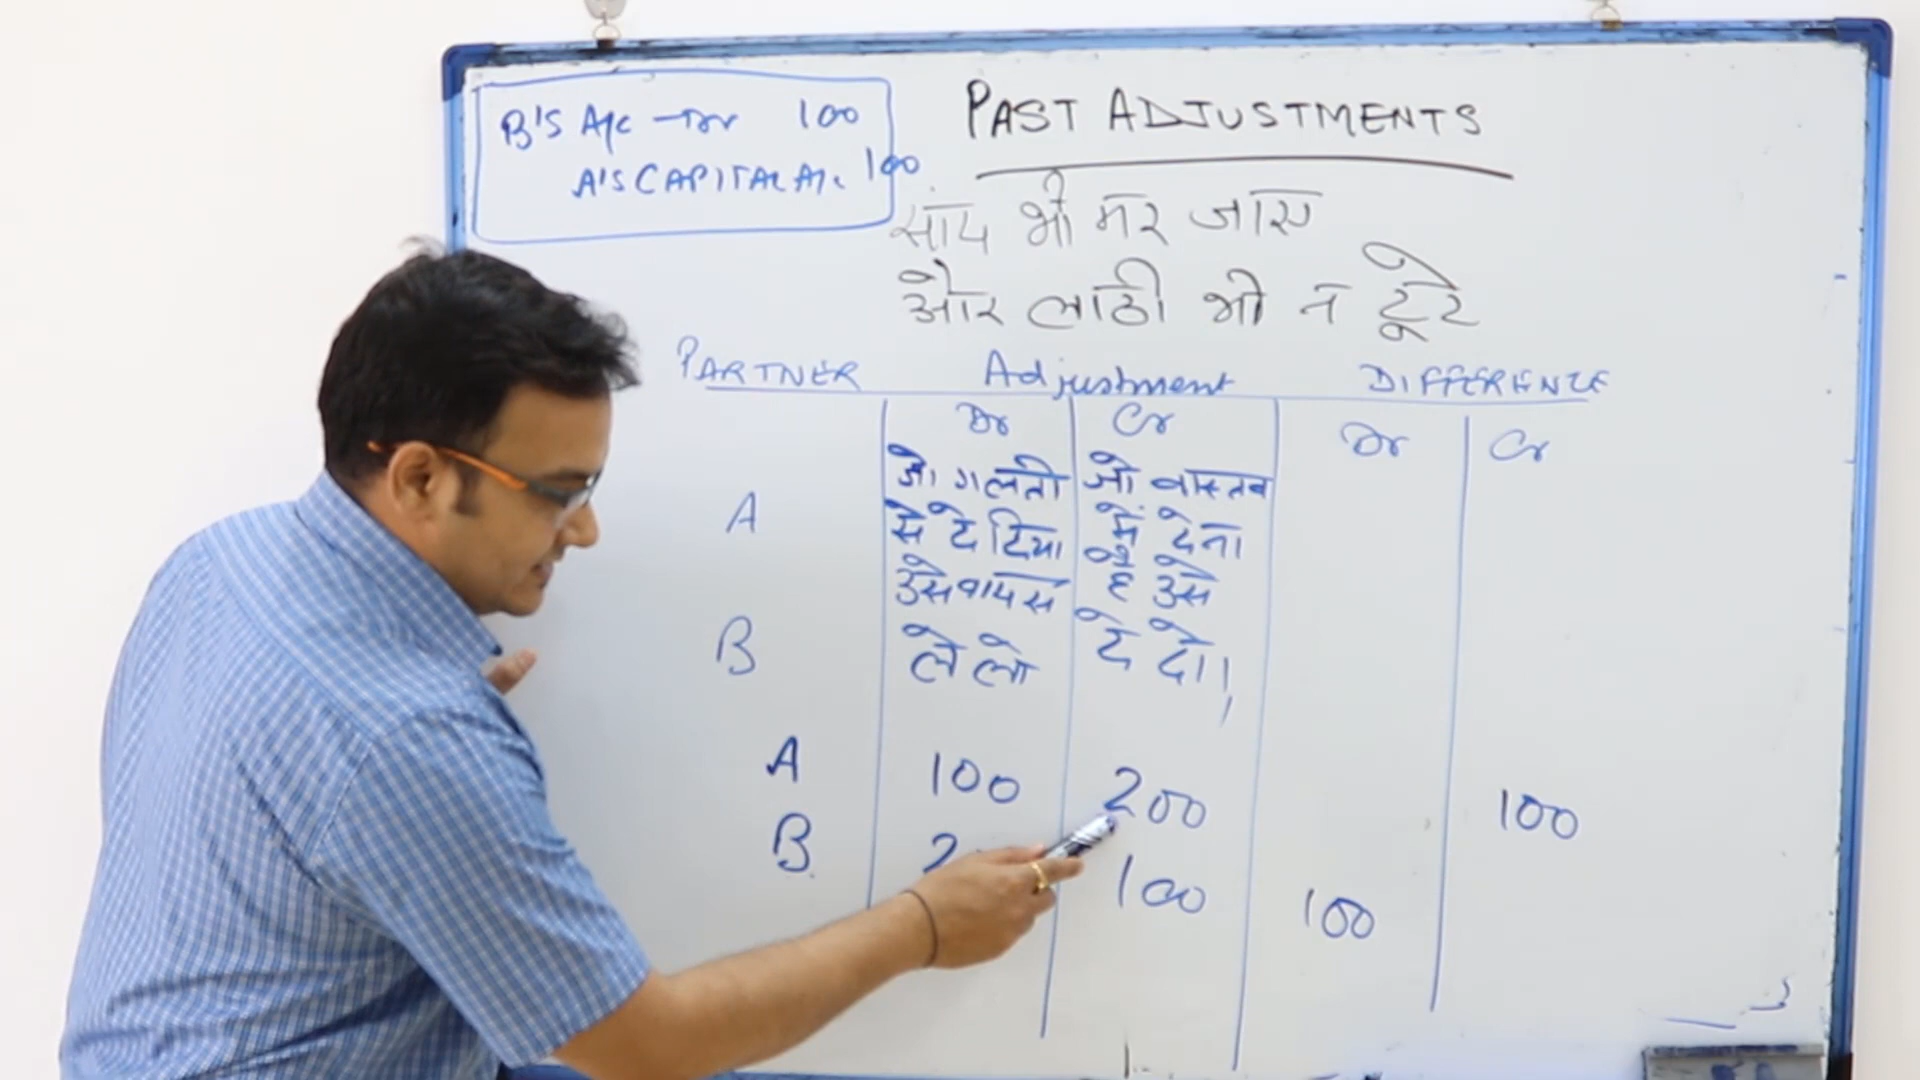 B'S A/c Dr 100
A'S CAPITAL A/c 100
PAST ADJUSTMENTS
सांप भी मर जाए
और लाठी भी न टूटे
PARTNER Adjustment DIFFERENCE
Dr Cr Dr Cr
जो गलती जो वास्तव
A से दे दिया में देना
उसे वापस है उसे
B ले लो दे दो।
A 100 200 100
B 100 100